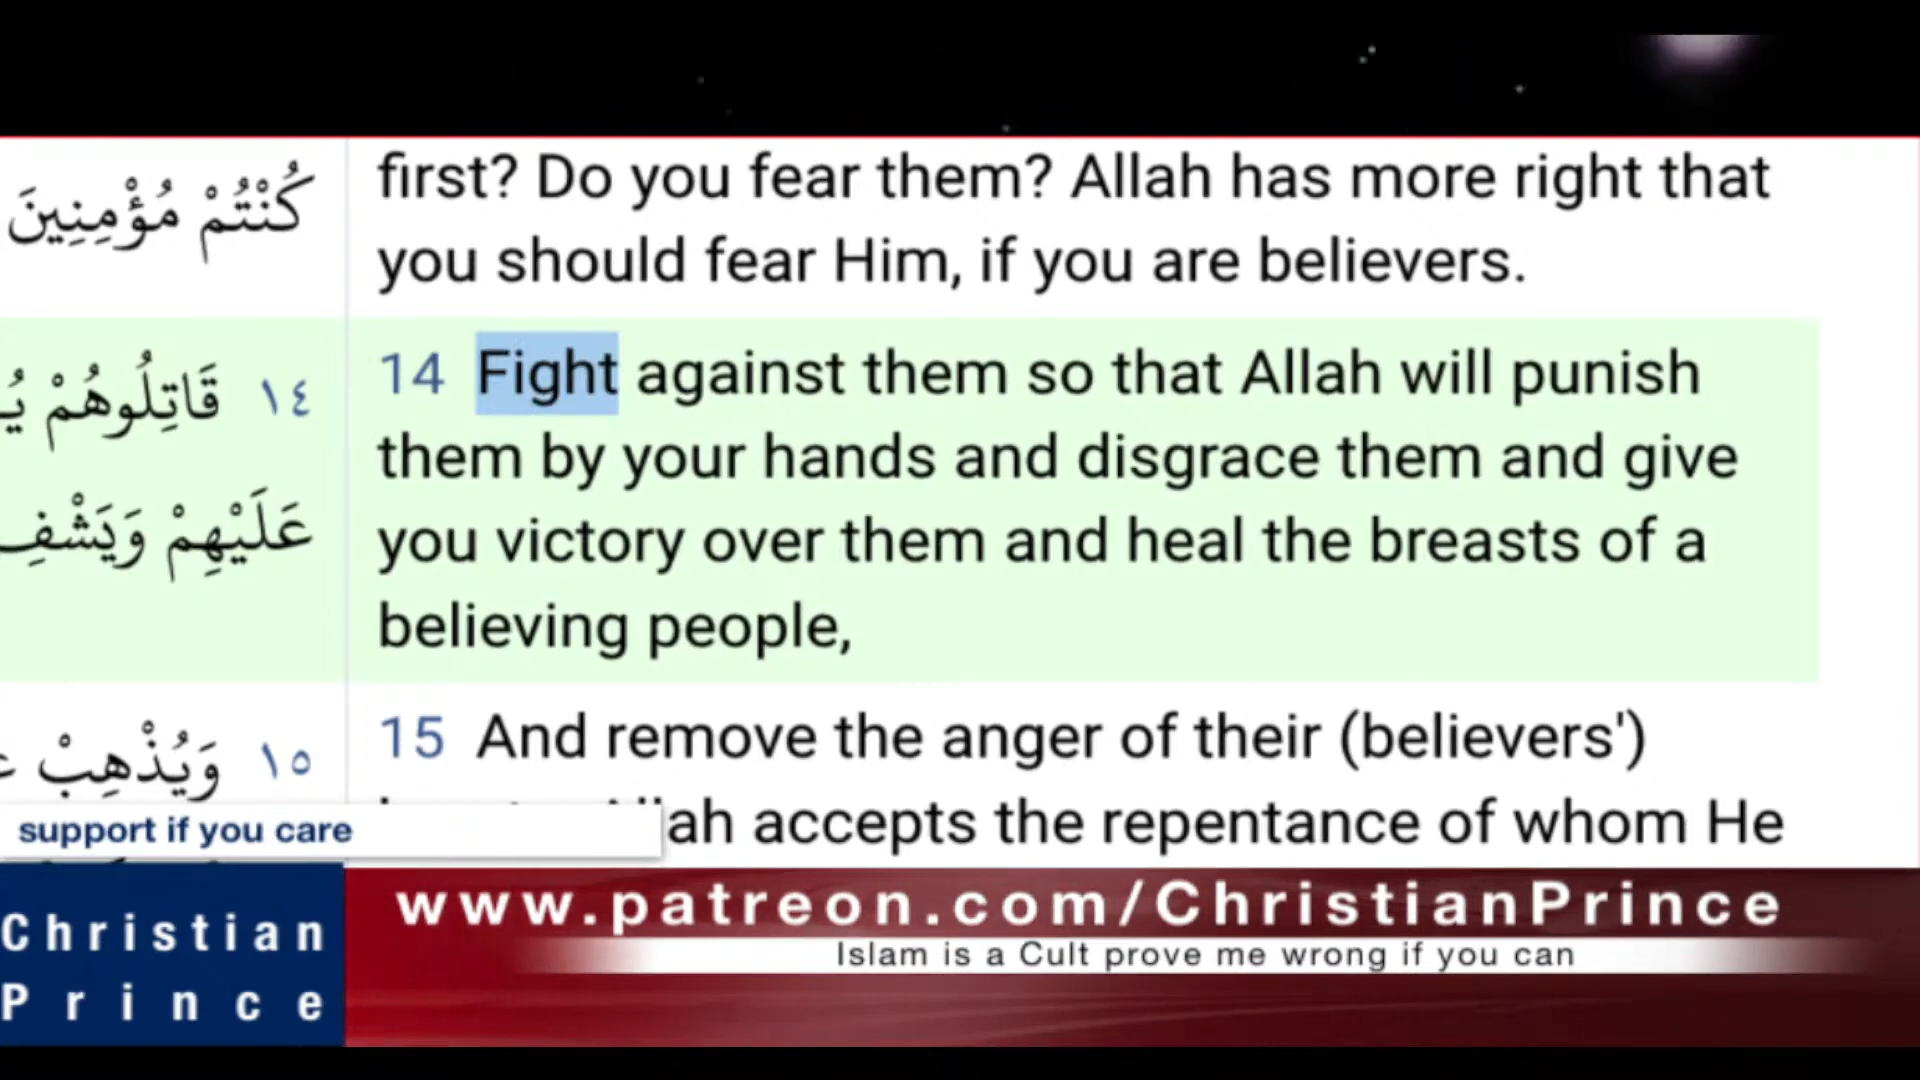 first? Do you fear them? Allah has more right that
كُنْتُمْ مُؤْمِنِينَ
you should fear Him, if you are believers.
14 Fight against them so that Allah will punish
١٤ قَاتِلُوهُمْ
them by your hands and disgrace them and give
عَلَيْهِمْ وَيَشْفِ
you victory over them and heal the breasts of a
believing people,
15 And remove the anger of their (believers')
١٥ وَيُذْهِبْ
ah accepts the repentance of whom He
support if you care
Christian
Prince
www.patreon.com/ChristianPrince
Islam is a Cult prove me wrong if you can